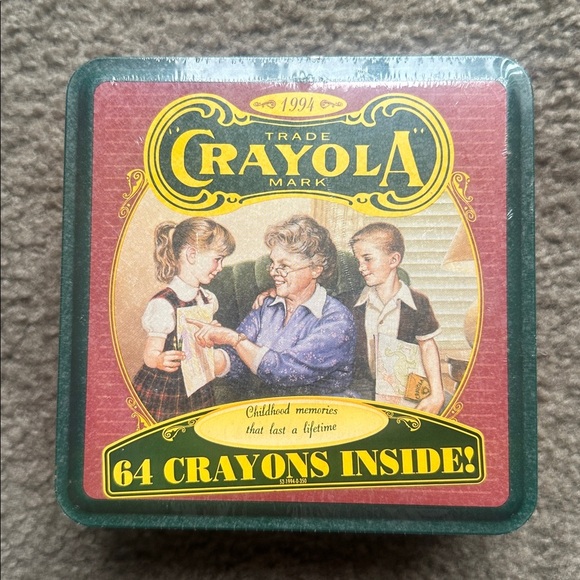 1994
TRADE
"CRAYOLA"
MARK
Childhood memories
that last a lifetime
64 CRAYONS INSIDE!